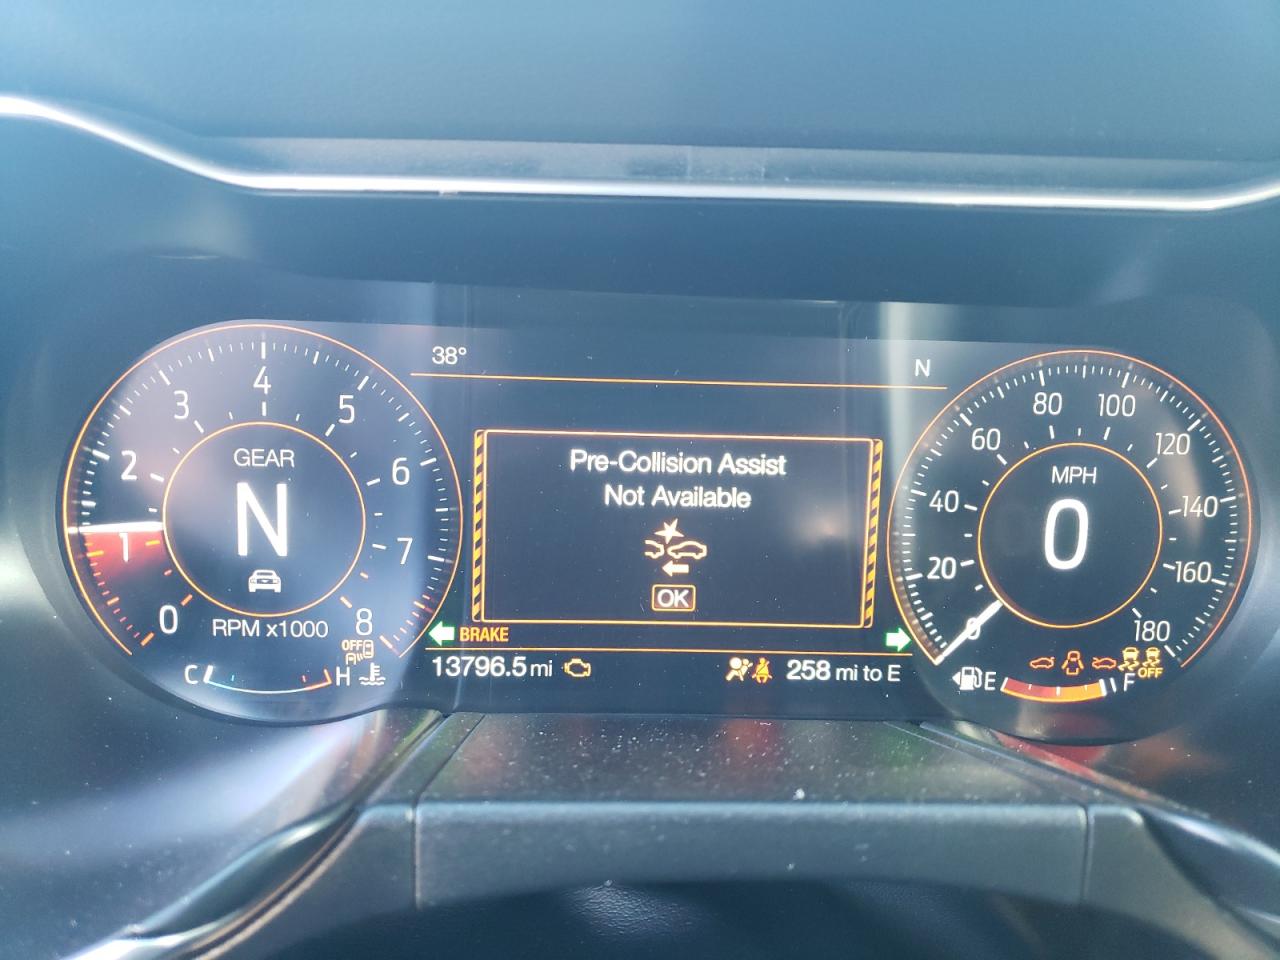 38°
N
0
1
2
3
4
5
6
7
8
GEAR
N
RPM x1000
OFF
C
H
Pre-Collision Assist
Not Available
OK
BRAKE
13796.5 mi
258 mi to E
0
20
40
60
80
100
120
140
160
180
MPH
0
E
F
OFF